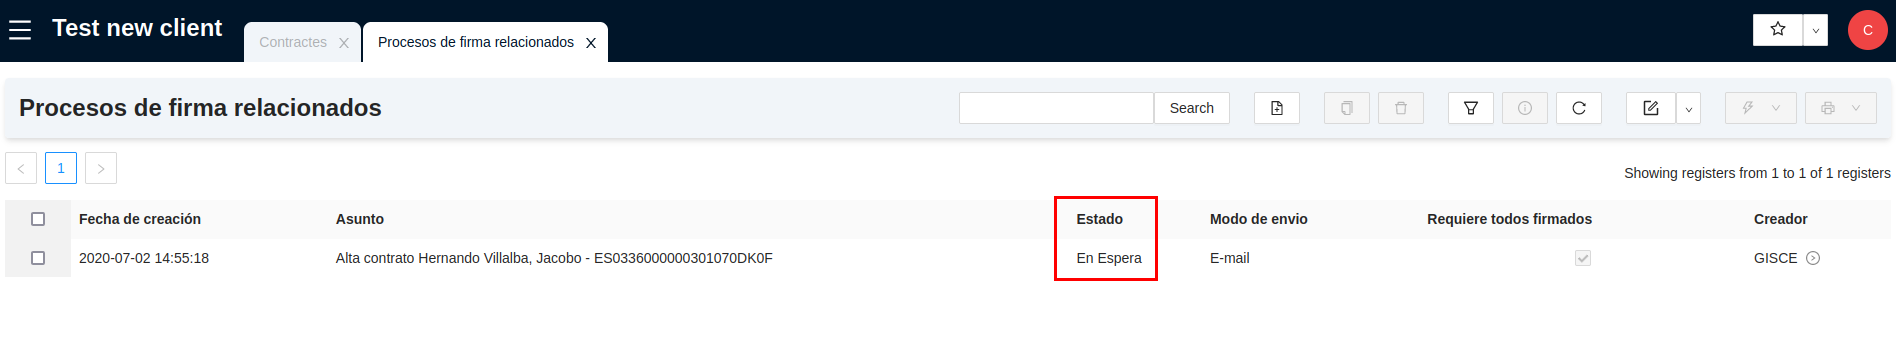 Test new client
Contractes X
Procesos de firma relacionados X
C
Procesos de firma relacionados
Search
1
Showing registers from 1 to 1 of 1 registers
Fecha de creación Asunto Estado Modo de envio Requiere todos firmados Creador
2020-07-02 14:55:18 Alta contrato Hernando Villalba, Jacobo - ES0336000000301070DK0F En Espera E-mail GISCE